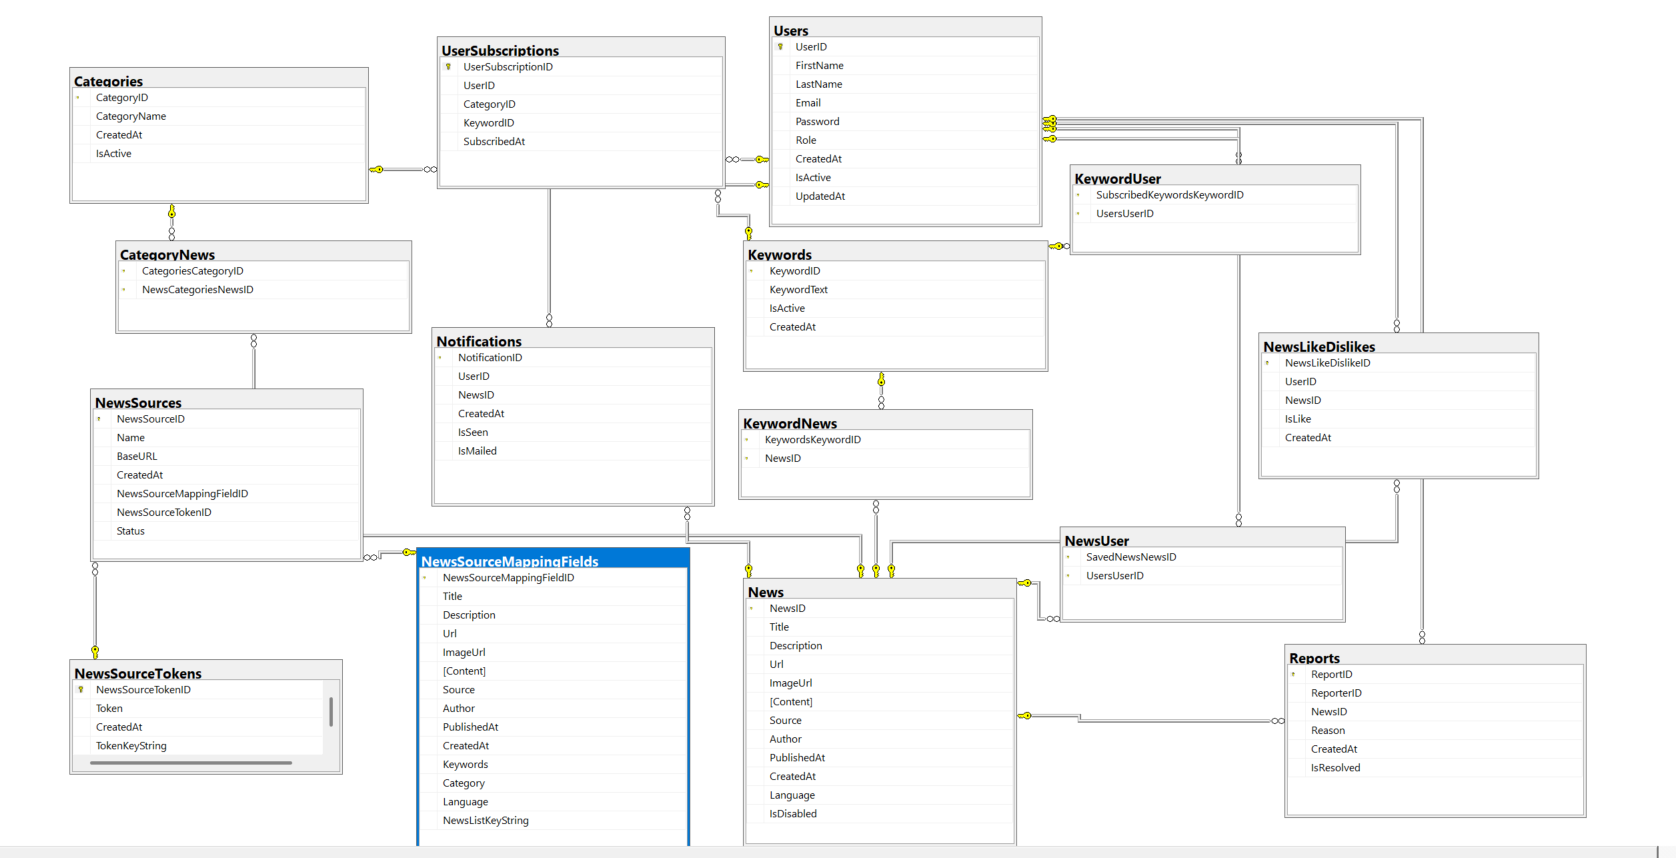 Categories
CategoryID
CategoryName
CreatedAt
IsActive
UserSubscriptions
UserSubscriptionID
UserID
CategoryID
KeywordID
SubscribedAt
Users
UserID
FirstName
LastName
Email
Password
Role
CreatedAt
IsActive
UpdatedAt
KeywordUser
SubscribedKeywordsKeywordID
UsersUserID
CategoryNews
CategoriesCategoryID
NewsCategoriesNewsID
Keywords
KeywordID
KeywordText
IsActive
CreatedAt
Notifications
NotificationID
UserID
NewsID
CreatedAt
IsSeen
IsMailed
NewsLikeDislikes
NewsLikeDislikeID
UserID
NewsID
IsLike
CreatedAt
NewsSources
NewsSourceID
Name
BaseURL
CreatedAt
NewsSourceMappingFieldID
NewsSourceTokenID
Status
KeywordNews
KeywordsKeywordID
NewsID
NewsUser
SavedNewsNewsID
UsersUserID
NewsSourceMappingFields
NewsSourceMappingFieldID
Title
Description
Url
ImageUrl
[Content]
Source
Author
PublishedAt
CreatedAt
Keywords
Category
Language
NewsListKeyString
News
NewsID
Title
Description
Url
ImageUrl
[Content]
Source
Author
PublishedAt
CreatedAt
Language
IsDisabled
NewsSourceTokens
NewsSourceTokenID
Token
CreatedAt
TokenKeyString
Reports
ReportID
ReporterID
NewsID
Reason
CreatedAt
IsResolved